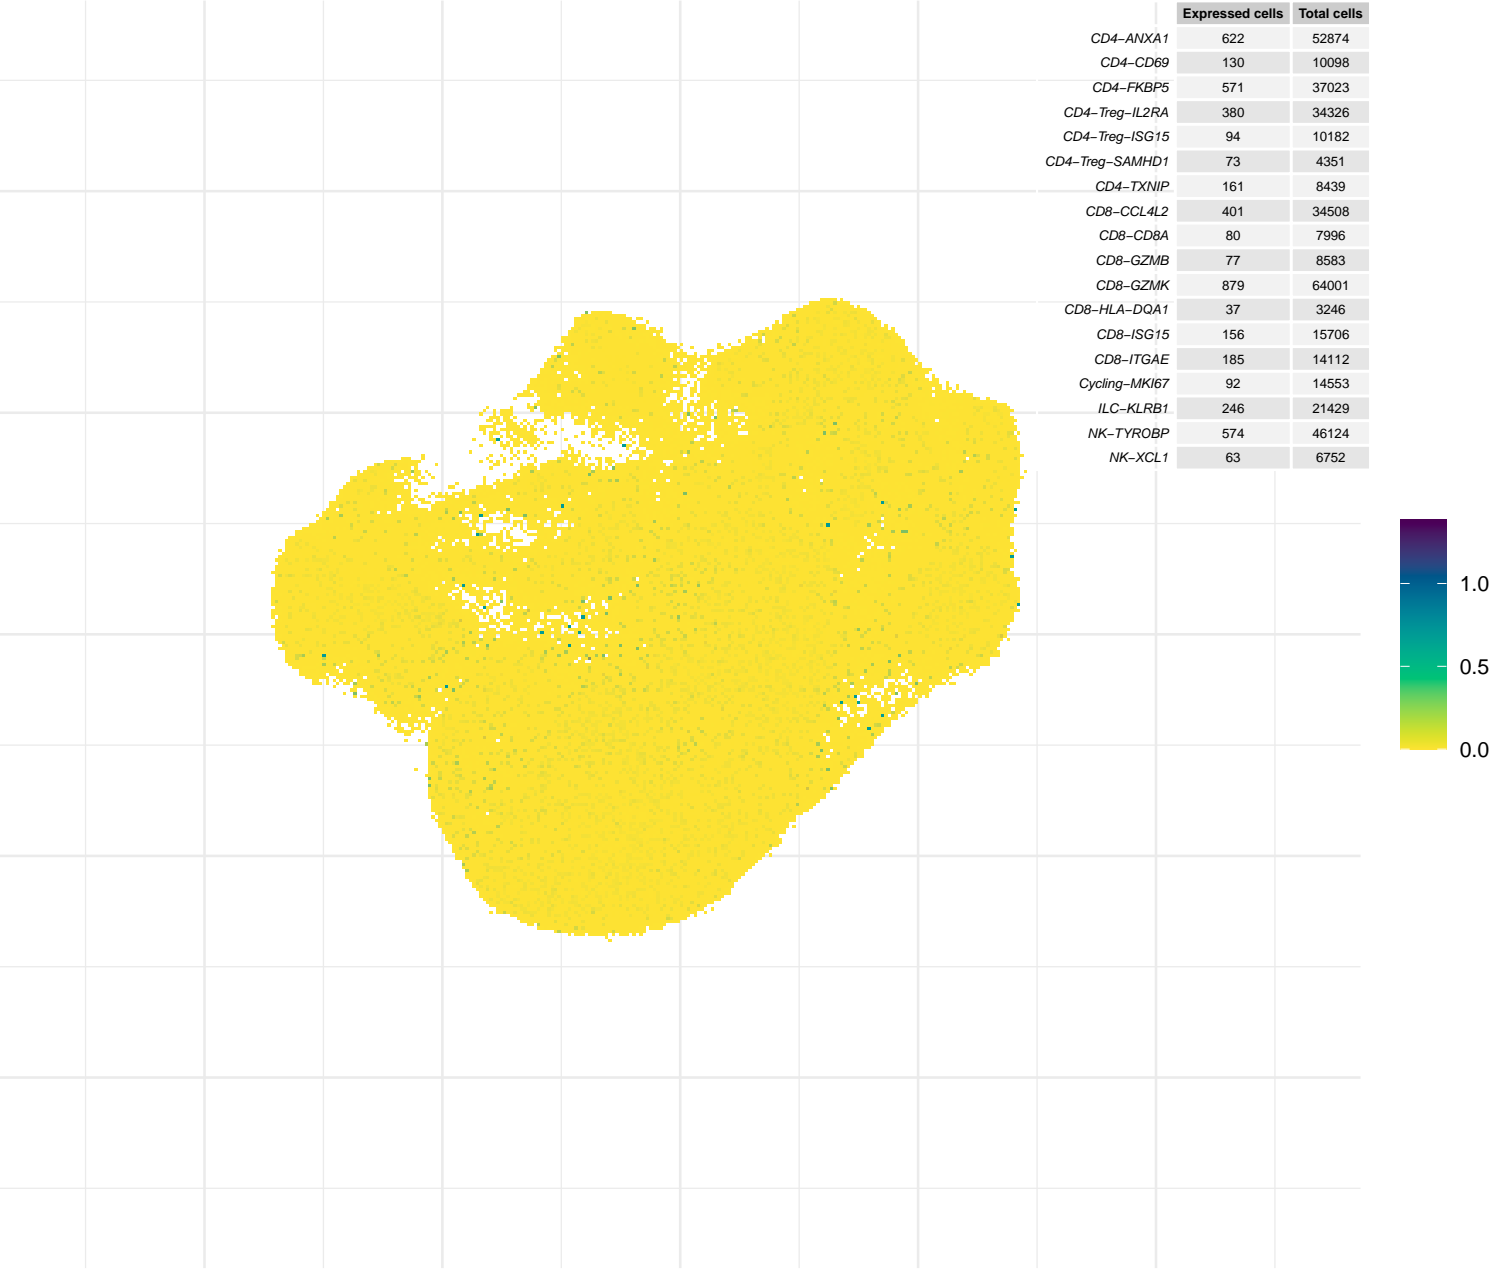 Expressed cells Total cells
CD4−ANXA1 622 52874
CD4−CD69 130 10098
CD4−FKBP5 571 37023
CD4−Treg−IL2RA 380 34326
CD4−Treg−ISG15 94 10182
CD4−Treg−SAMHD1 73 4351
CD4−TXNIP 161 8439
CD8−CCL4L2 401 34508
CD8−CD8A 80 7996
CD8−GZMB 77 8583
CD8−GZMK 879 64001
CD8−HLA−DQA1 37 3246
CD8−ISG15 156 15706
CD8−ITGAE 185 14112
Cycling−MKI67 92 14553
ILC−KLRB1 246 21429
NK−TYROBP 574 46124
NK−XCL1 63 6752
1.0
0.5
0.0